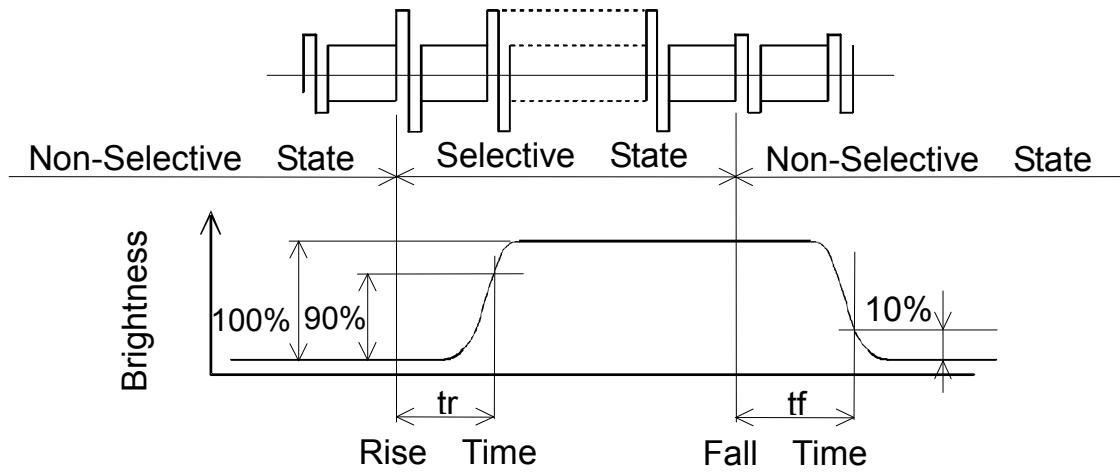 Non-Selective State Selective State Non-Selective State
Brightness
100% 90% 10%
tr tf
Rise Time Fall Time